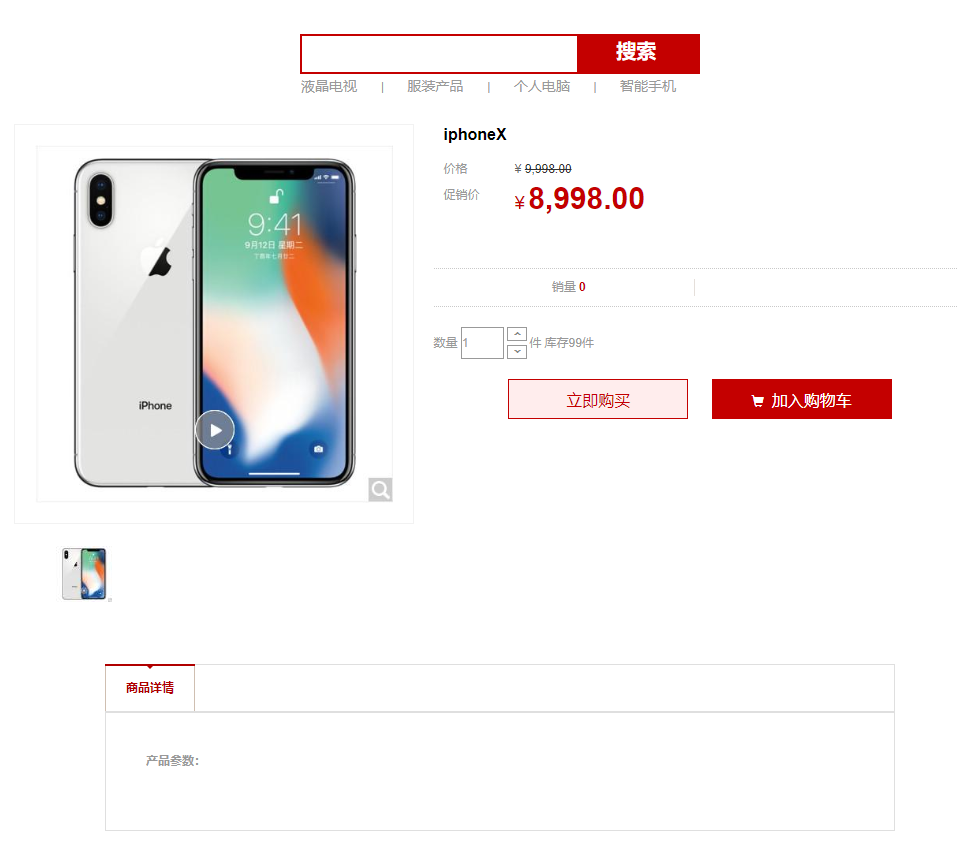 搜索
液晶电视 | 服装产品 | 个人电脑 | 智能手机
iphoneX
价格 ¥ 9,998.00
促销价 ¥ 8,998.00
9:41
9月12日 星期二
iPhone
销量 0
数量 1 件 库存99件
立即购买 加入购物车
商品详情
产品参数：